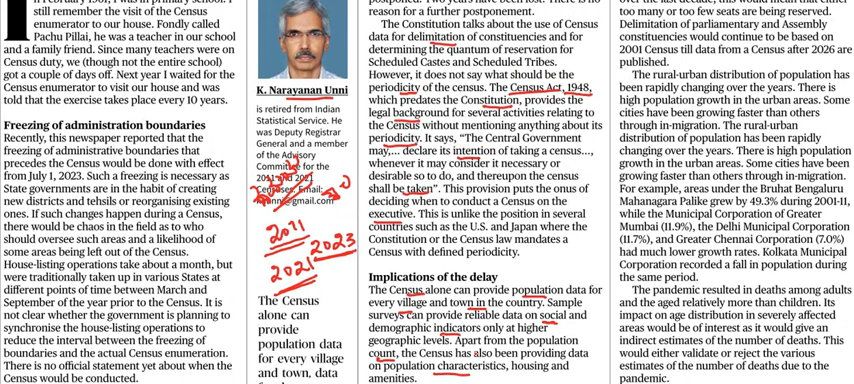 In February 1981, I was in primary school. I
still remember the visit of the Census
enumerator to our house. Fondly called
Pachu Pillai, he was a teacher in our school
and a family friend. Since many teachers were on
Census duty, we (though not the entire school)
got a couple of days off. Next year I waited for the
Census enumerator to visit our house and was
told that the exercise takes place every 10 years.
Freezing of administration boundaries
Recently, this newspaper reported that the
freezing of administrative boundaries that
precedes the Census would be done with effect
from July 1, 2023. Such a freezing is necessary as
State governments are in the habit of creating
new districts and tehsils or reorganising existing
ones. If such changes happen during a Census,
there would be chaos in the field as to who
should oversee such areas and a likelihood of
some areas being left out of the Census.
House-listing operations take about a month, but
were traditionally taken up in various States at
different points of time between March and
September of the year prior to the Census. It is
not clear whether the government is planning to
synchronise the house-listing operations to
reduce the interval between the freezing of
boundaries and the actual Census enumeration.
There is no official statement yet about when the
Census would be conducted.
K. Narayanan Unni
is retired from Indian
Statistical Service. He
was Deputy Registrar
General and a member
of the Advisory
Committee for the
2011 and 2021
Censuses. Email:
@gmail.com
2011
2023
2021
The Census
alone can
provide
population data
for every village
and town, data
postponed. Two years have been lost. There is no
reason for a further postponement.
The Constitution talks about the use of Census
data for delimitation of constituencies and for
determining the quantum of reservation for
Scheduled Castes and Scheduled Tribes.
However, it does not say what should be the
periodicity of the census. The Census Act, 1948,
which predates the Constitution, provides the
legal background for several activities relating to
the Census without mentioning anything about its
periodicity. It says, “The Central Government
may,... declare its intention of taking a census...,
whenever it may consider it necessary or
desirable so to do, and thereupon the census
shall be taken”. This provision puts the onus of
deciding when to conduct a Census on the
executive. This is unlike the position in several
countries such as the U.S. and Japan where the
Constitution or the Census law mandates a
Census with defined periodicity.
Implications of the delay
The Census alone can provide population data for
every village and town in the country. Sample
surveys can provide reliable data on social and
demographic indicators only at higher
geographic levels. Apart from the population
count, the Census has also been providing data
on population characteristics, housing and
amenities.
over the last decade, this would mean that either
too many or too few seats are being reserved.
Delimitation of parliamentary and Assembly
constituencies would continue to be based on
2001 Census till data from a Census after 2026 are
published.
The rural-urban distribution of population has
been rapidly changing over the years. There is
high population growth in the urban areas. Some
cities have been growing faster than others
through in-migration. The rural-urban
distribution of population has been rapidly
changing over the years. There is high population
growth in the urban areas. Some cities have been
growing faster than others through in-migration.
For example, areas under the Bruhat Bengaluru
Mahanagara Palike grew by 49.3% during 2001-11,
while the Municipal Corporation of Greater
Mumbai (11.9%), the Delhi Municipal Corporation
(11.7%), and Greater Chennai Corporation (7.0%)
had much lower growth rates. Kolkata Municipal
Corporation recorded a fall in population during
the same period.
The pandemic resulted in deaths among adults
and the aged relatively more than children. Its
impact on age distribution in severely affected
areas would be of interest as it would give an
indirect estimates of the number of deaths. This
would either validate or reject the various
estimates of the number of deaths due to the
pandemic.